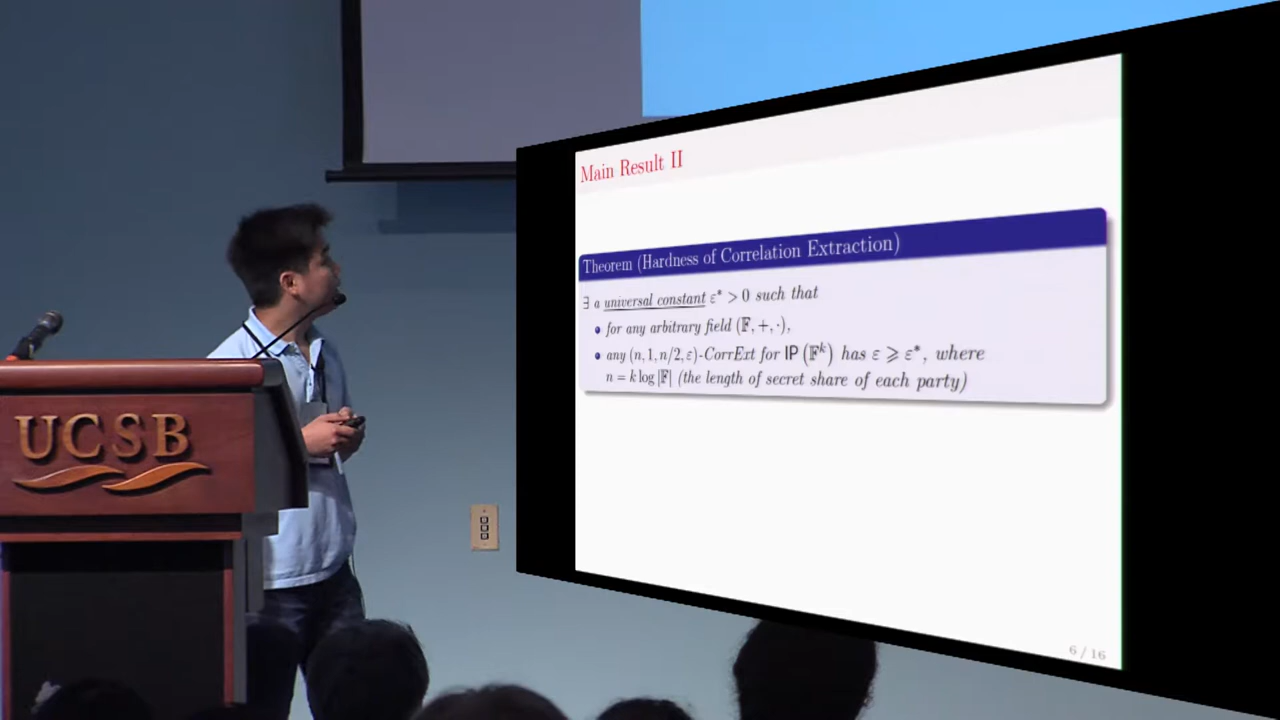 UCSB
Main Result II
Theorem (Hardness of Correlation Extraction)
∃ a universal constant ε* > 0 such that
• for any arbitrary field (𝔽, +, ·),
• any (n, 1, n/2, ε)-CorrExt for IP (𝔽^k) has ε ⩾ ε*, where
n = k log |𝔽| (the length of secret share of each party)
6 / 16